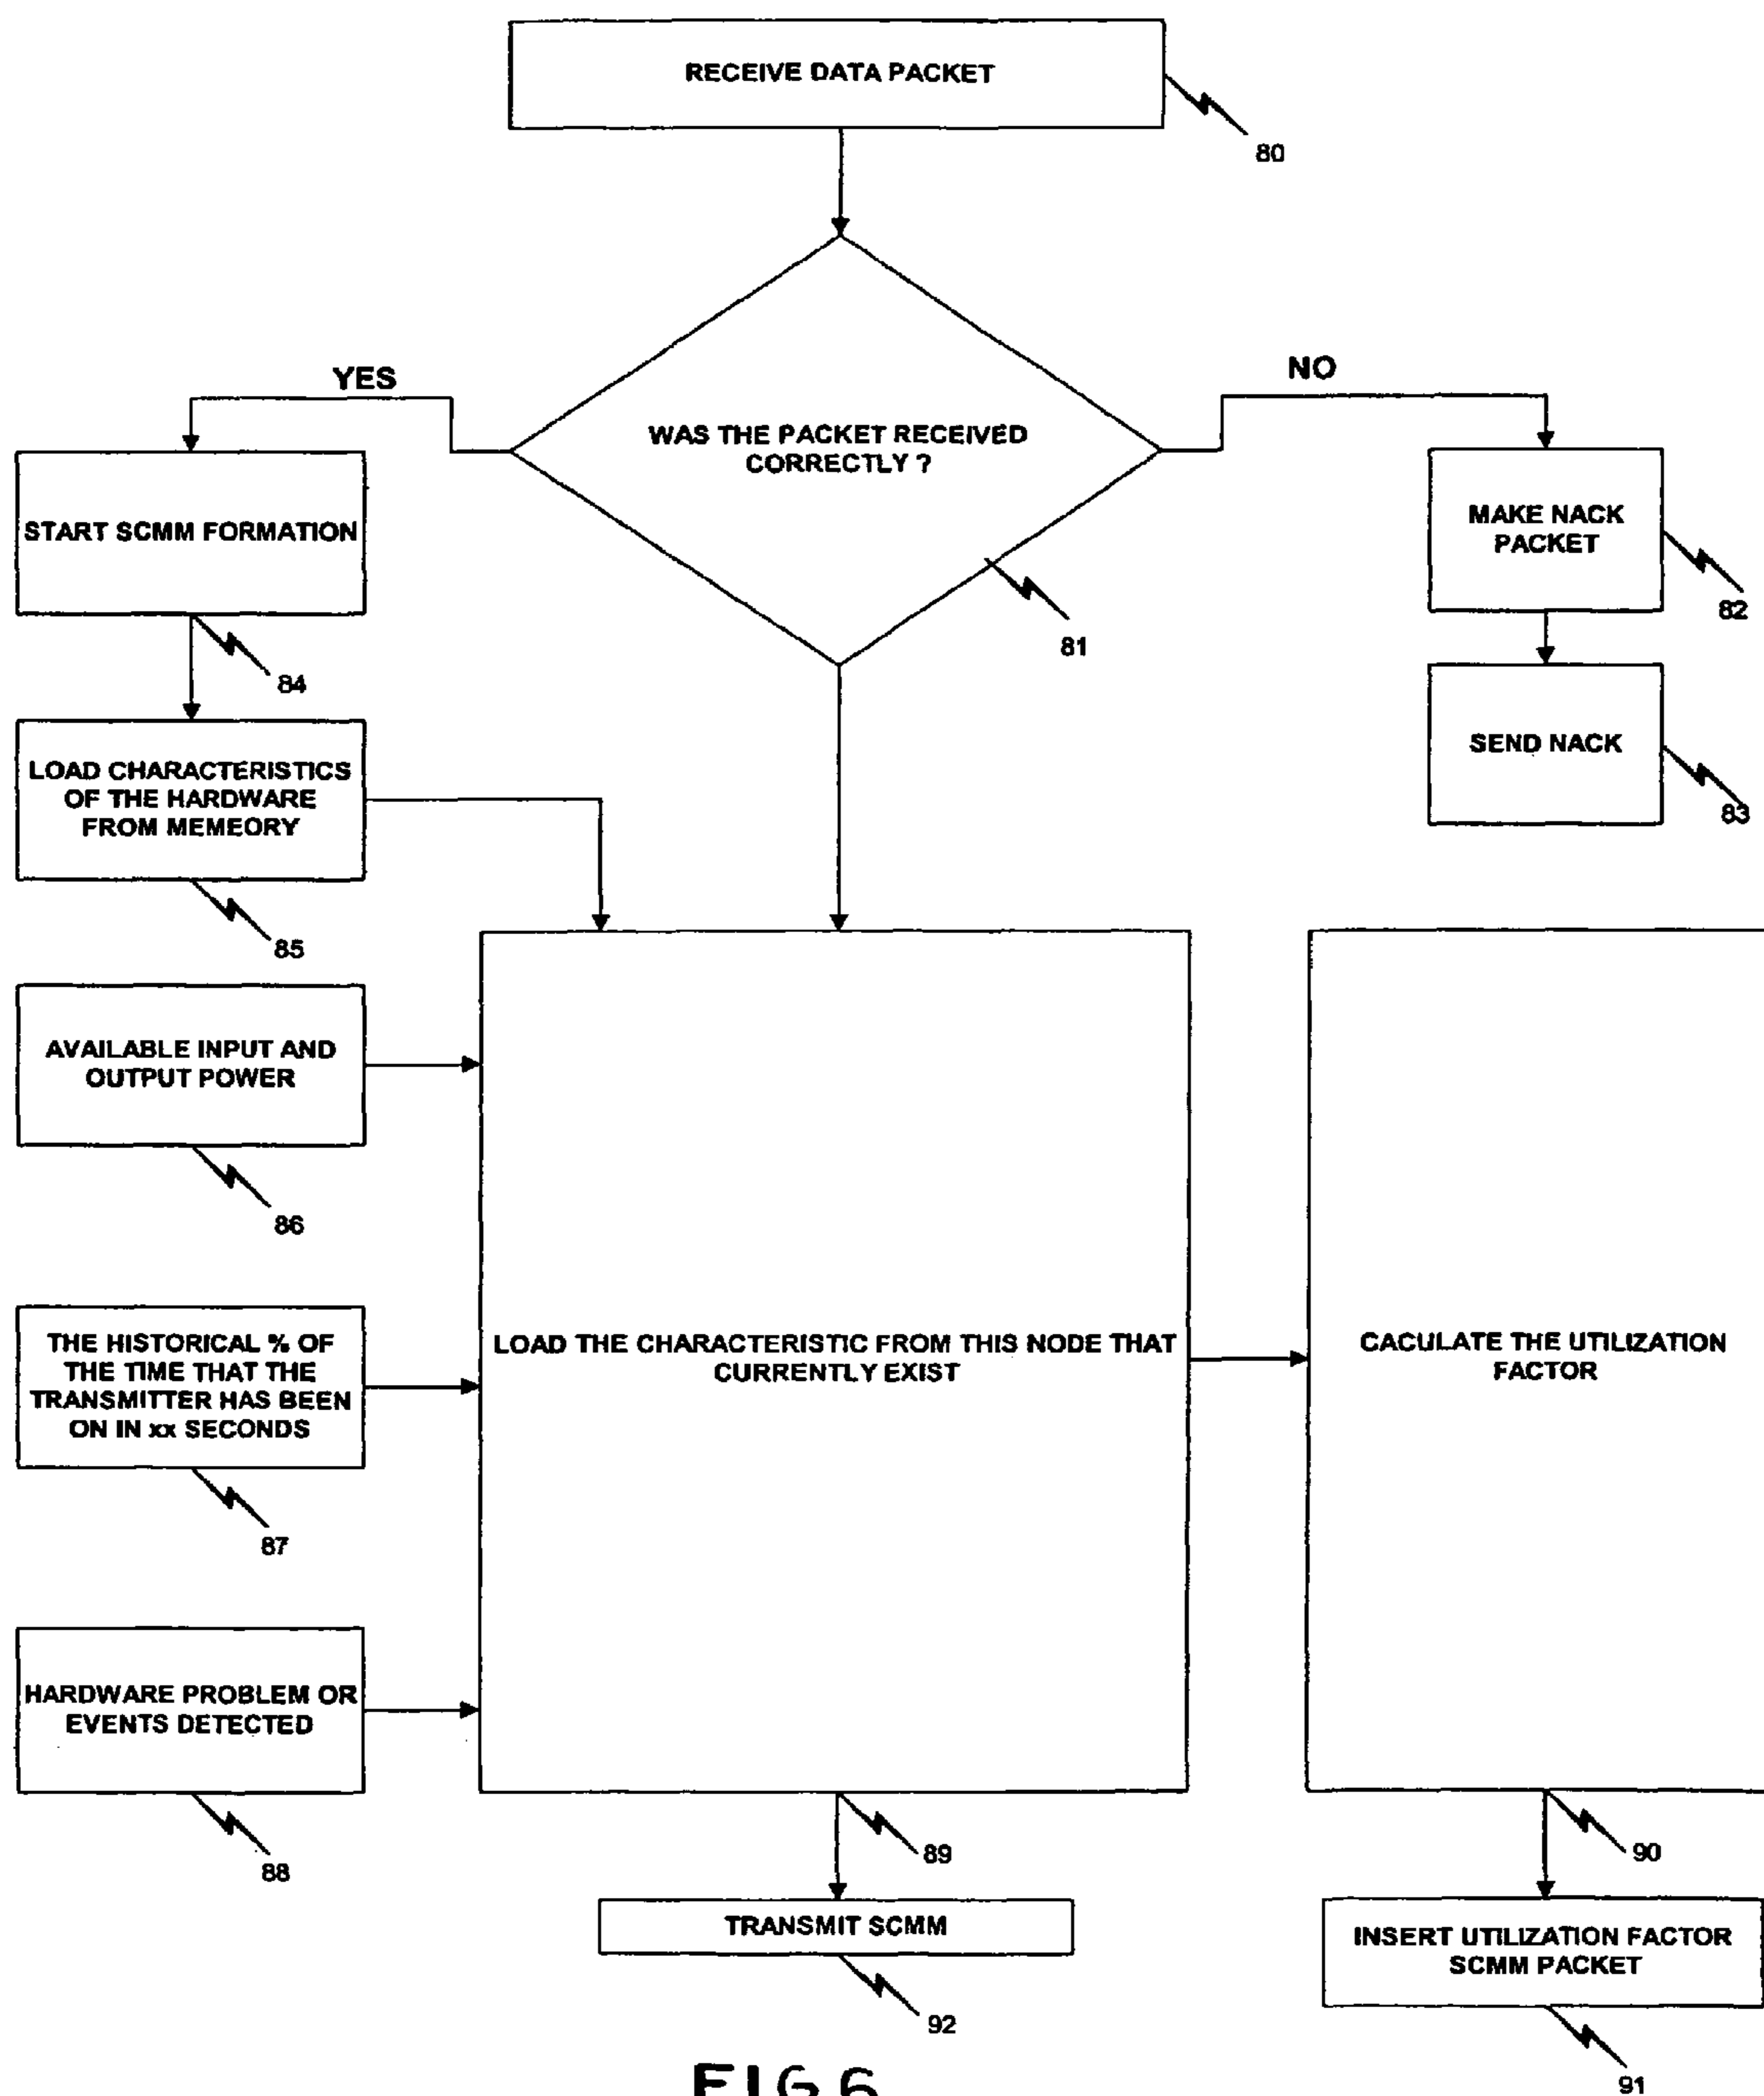 RECEIVE DATA PACKET
80
YES
NO
WAS THE PACKET RECEIVED
CORRECTLY ?
81
START SCMM FORMATION
84
MAKE NACK
PACKET
82
SEND NACK
83
LOAD CHARACTERISTICS
OF THE HARDWARE
FROM MEMEORY
85
AVAILABLE INPUT AND
OUTPUT POWER
86
THE HISTORICAL % OF
THE TIME THAT THE
TRANSMITTER HAS BEEN
ON IN xx SECONDS
87
HARDWARE PROBLEM OR
EVENTS DETECTED
88
LOAD THE CHARACTERISTIC FROM THIS NODE THAT
CURRENTLY EXIST
89
CACULATE THE UTILIZATION
FACTOR
90
TRANSMIT SCMM
92
INSERT UTILIZATION FACTOR
SCMM PACKET
91
FIG 6